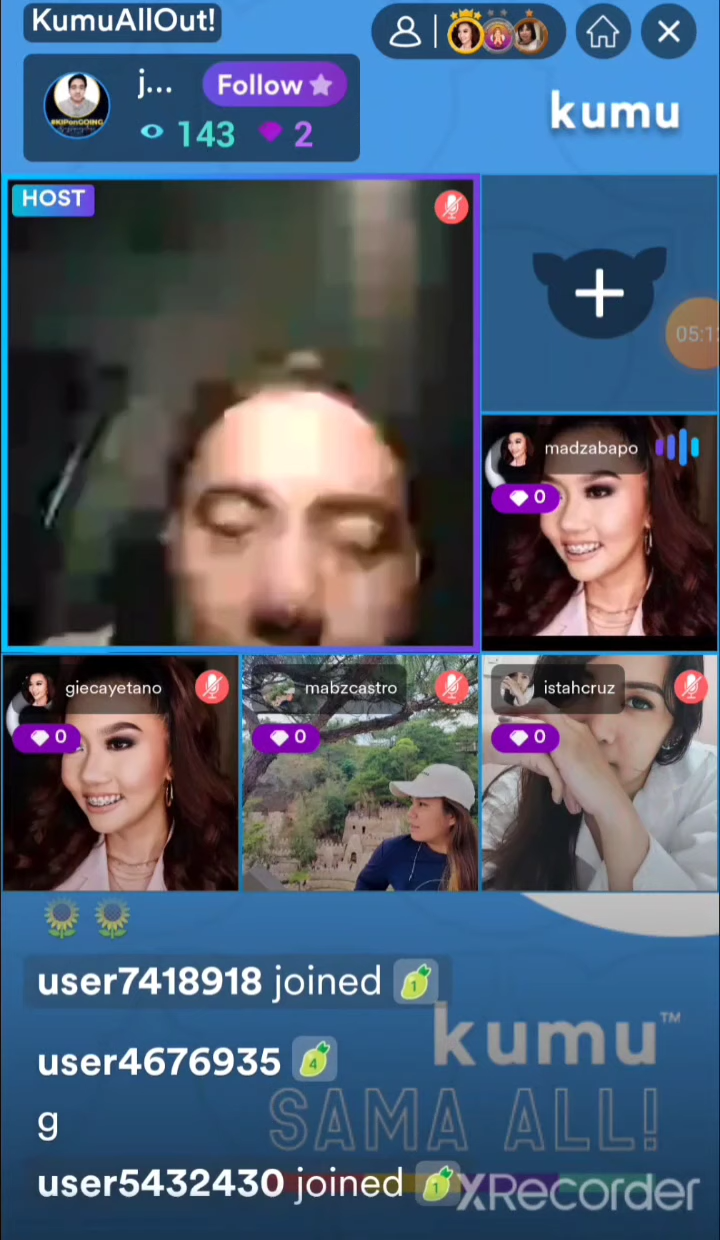 KumuAllOut!
j... Follow
143 2
kumu
HOST
05:1
madzabapo
0
giecayetano
0
mabzcastro
0
istahcruz
0
user7418918 joined 1
kumu™
user4676935 4
SAMA ALL!
g
user5432430 joined 1
XRecorder